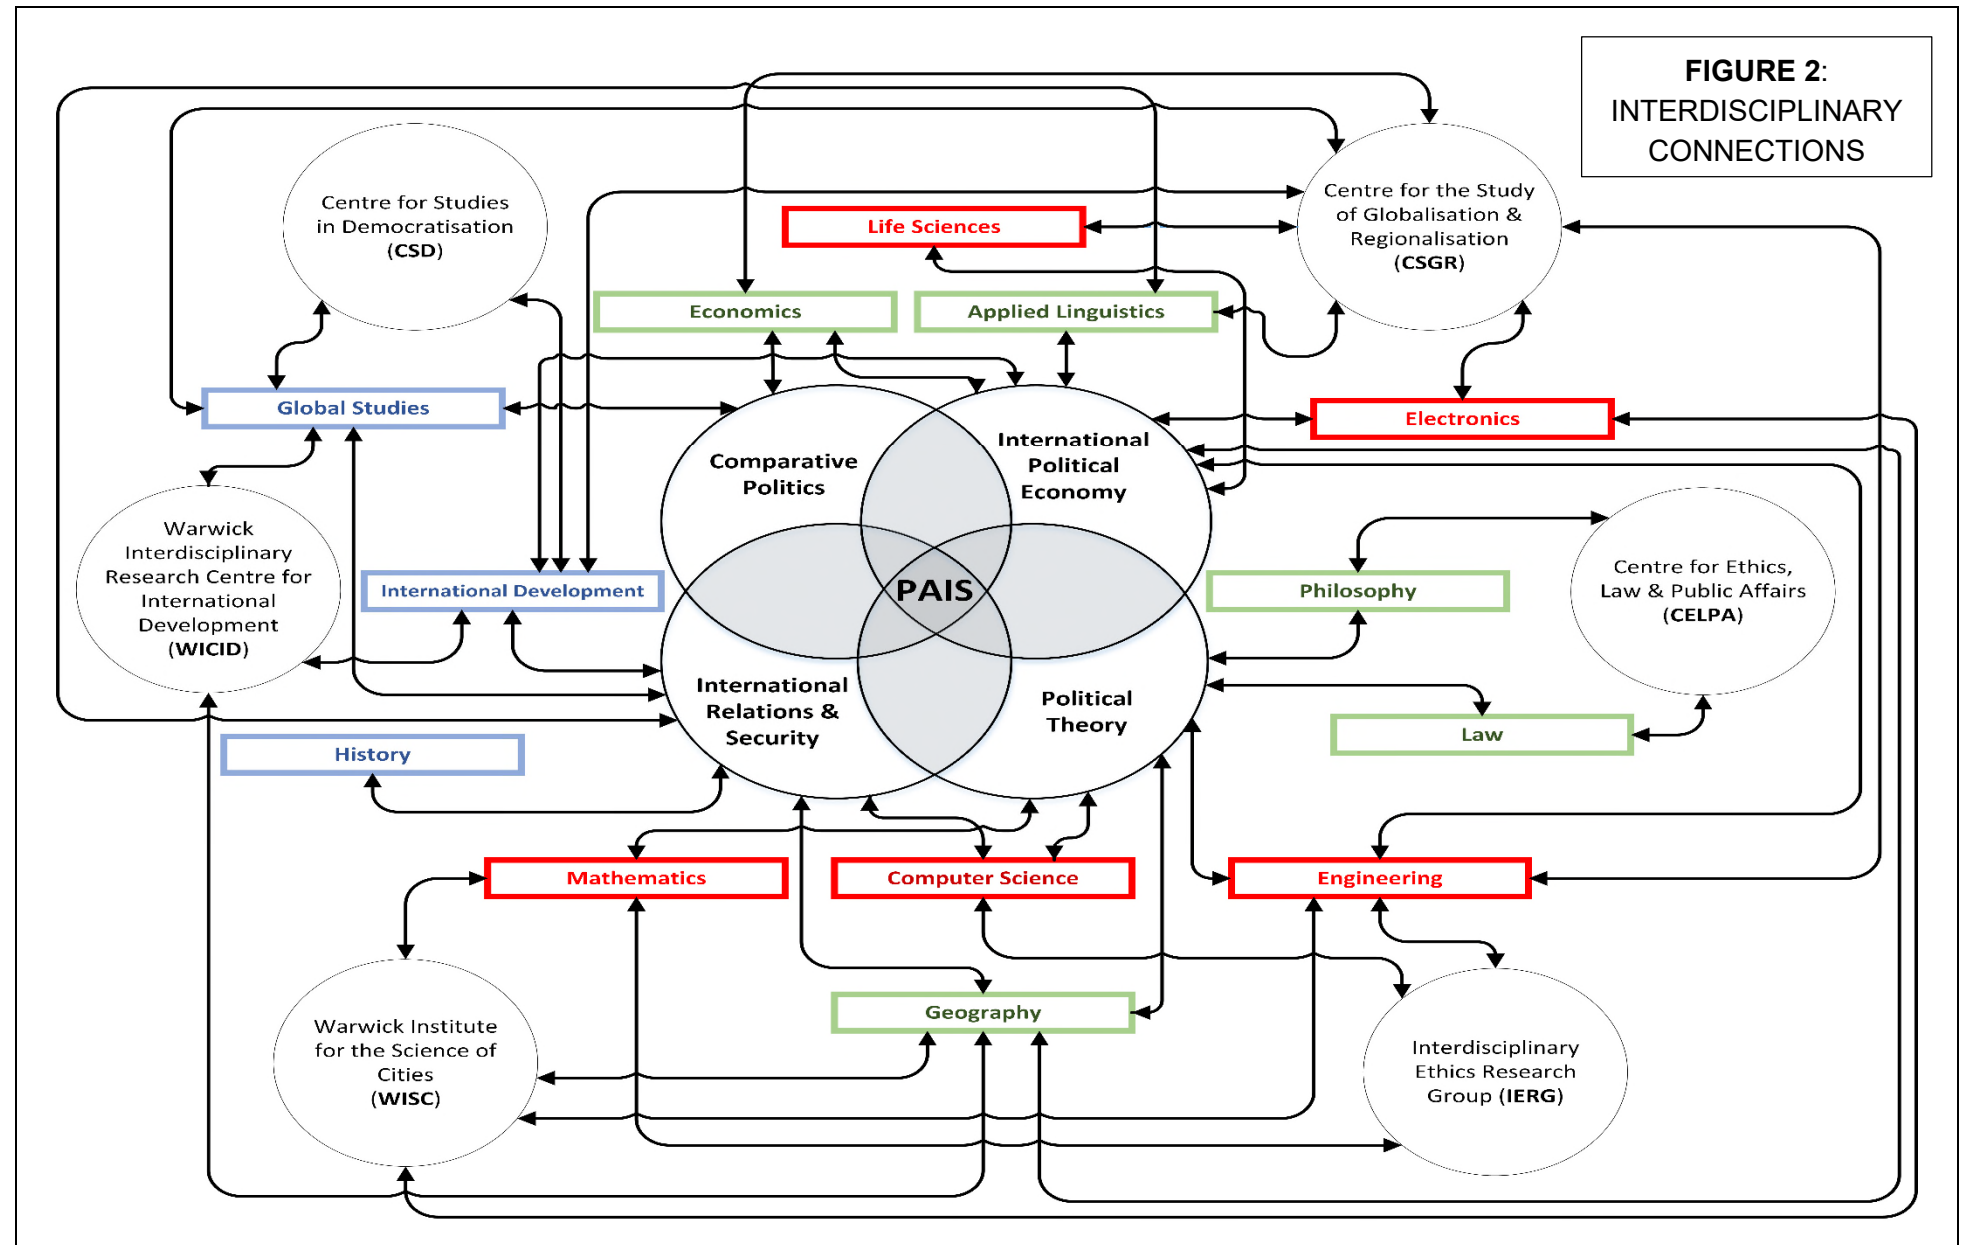 FIGURE 2:
INTERDISCIPLINARY
CONNECTIONS
Centre for Studies
in Democratisation
(CSD)
Centre for the Study
of Globalisation &
Regionalisation
(CSGR)
Life Sciences
Economics
Applied Linguistics
Global Studies
Electronics
Comparative
Politics
International
Political
Economy
Warwick
Interdisciplinary
Research Centre for
International
Development
(WICID)
International Development
PAIS
Philosophy
Centre for Ethics,
Law & Public Affairs
(CELPA)
International
Relations &
Security
Political
Theory
History
Law
Mathematics
Computer Science
Engineering
Geography
Warwick Institute
for the Science of
Cities
(WISC)
Interdisciplinary
Ethics Research
Group (IERG)